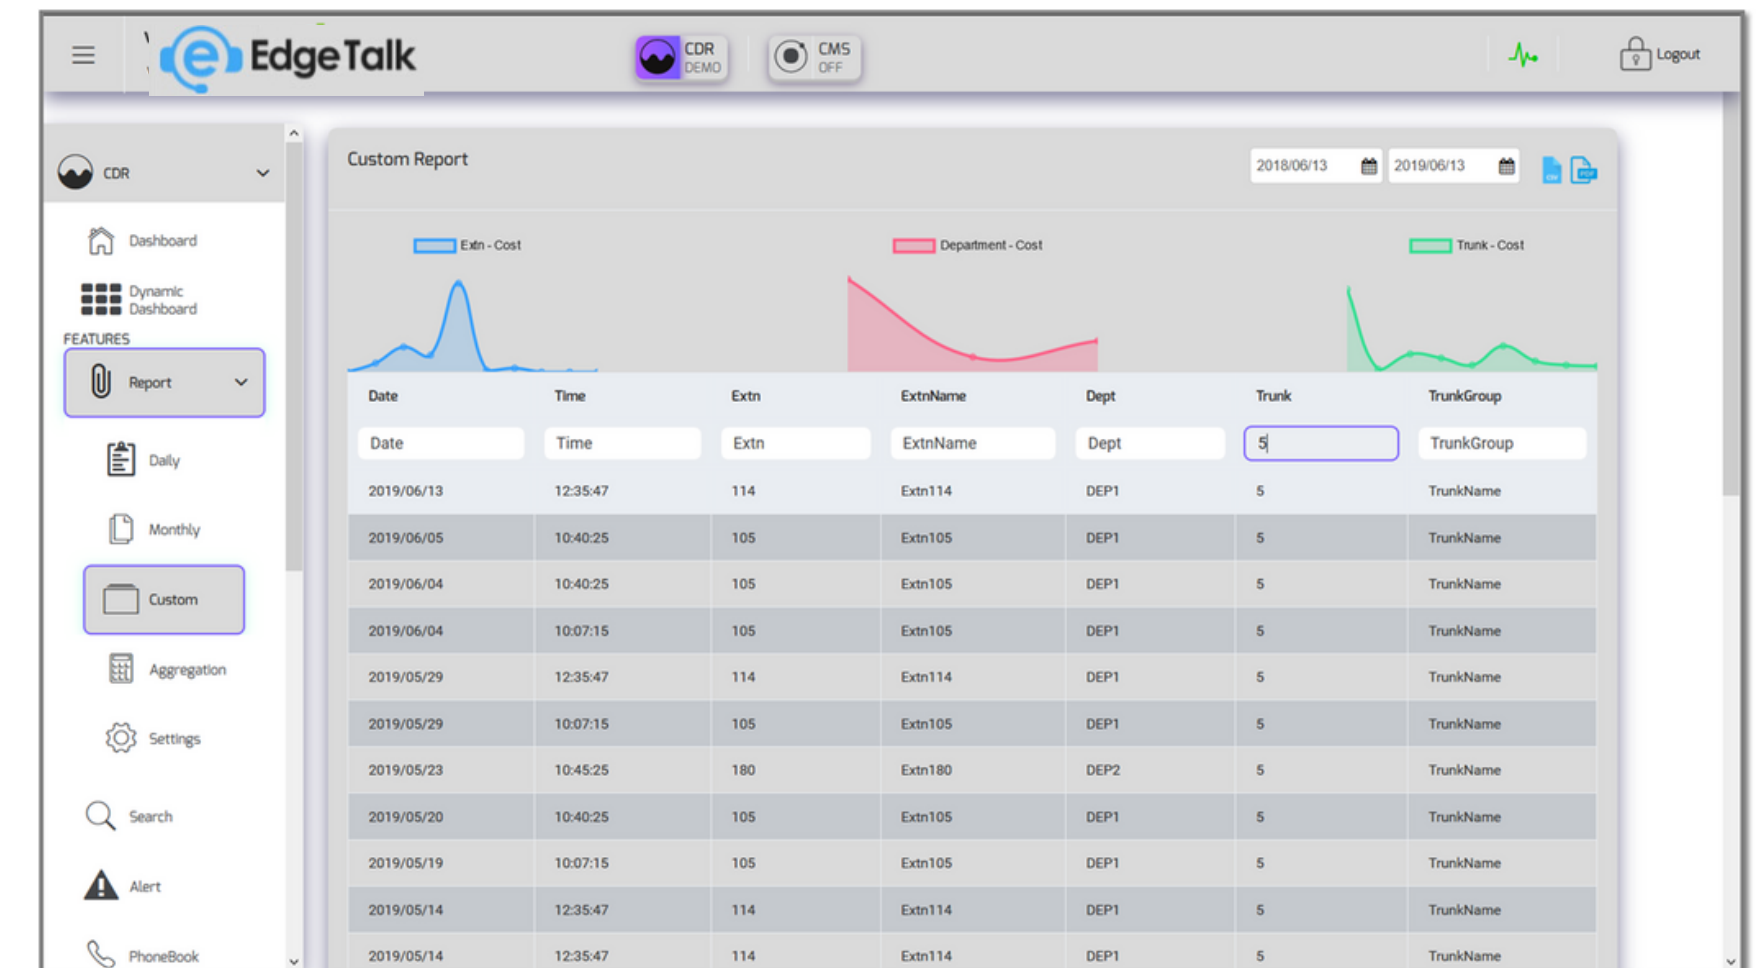 EdgeTalk
CDR
DEMO
CMS
OFF
Logout
CDR
Dashboard
Dynamic
Dashboard
FEATURES
Report
Daily
Monthly
Custom
Aggregation
Settings
Search
Alert
PhoneBook
Custom Report
2018/06/13 2019/06/13 CSV PDF
Extn - Cost Department - Cost Trunk - Cost
Date Time Extn ExtnName Dept Trunk TrunkGroup
Date Time Extn ExtnName Dept 5 TrunkGroup
2019/06/13 12:35:47 114 Extn114 DEP1 5 TrunkName
2019/06/05 10:40:25 105 Extn105 DEP1 5 TrunkName
2019/06/04 10:40:25 105 Extn105 DEP1 5 TrunkName
2019/06/04 10:07:15 105 Extn105 DEP1 5 TrunkName
2019/05/29 12:35:47 114 Extn114 DEP1 5 TrunkName
2019/05/29 10:07:15 105 Extn105 DEP1 5 TrunkName
2019/05/23 10:45:25 180 Extn180 DEP2 5 TrunkName
2019/05/20 10:40:25 105 Extn105 DEP1 5 TrunkName
2019/05/19 10:07:15 105 Extn105 DEP1 5 TrunkName
2019/05/14 12:35:47 114 Extn114 DEP1 5 TrunkName
2019/05/14 12:35:47 114 Extn114 DEP1 5 TrunkName